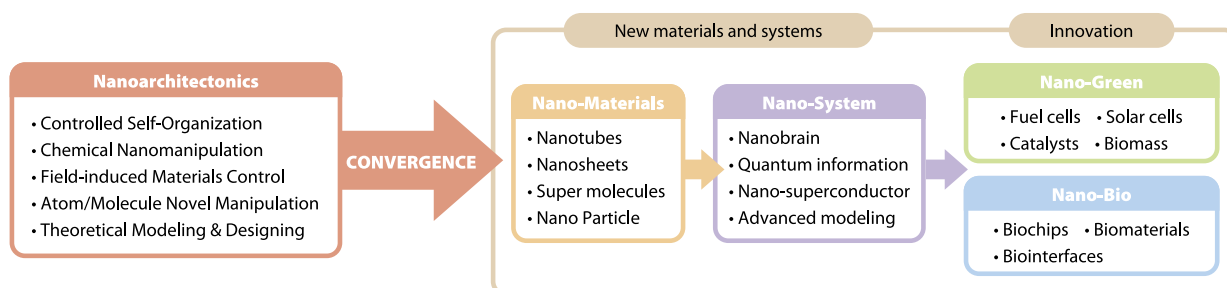 New materials and systems
Innovation
Nanoarchitectonics
• Controlled Self-Organization
• Chemical Nanomanipulation
• Field-induced Materials Control
• Atom/Molecule Novel Manipulation
• Theoretical Modeling & Designing
CONVERGENCE
Nano-Materials
• Nanotubes
• Nanosheets
• Super molecules
• Nano Particle
Nano-System
• Nanobrain
• Quantum information
• Nano-superconductor
• Advanced modeling
Nano-Green
• Fuel cells • Solar cells
• Catalysts • Biomass
Nano-Bio
• Biochips • Biomaterials
• Biointerfaces